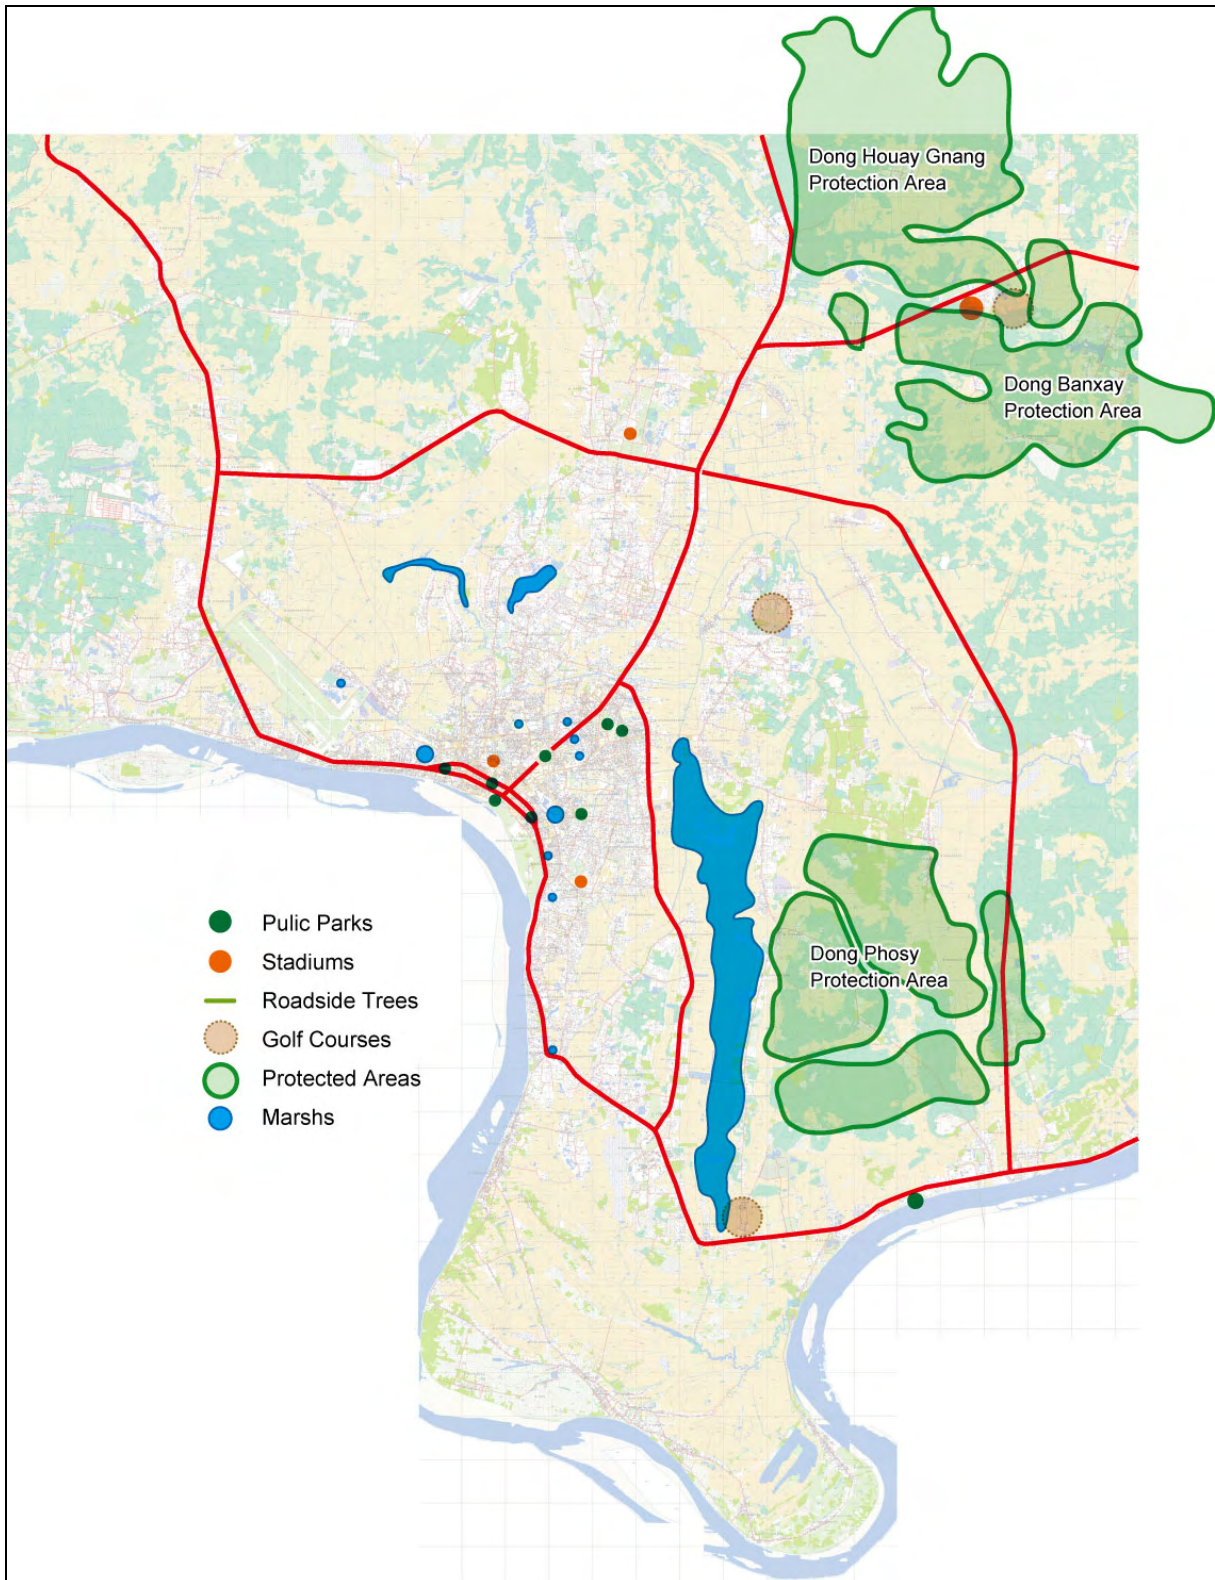 Dong Houay Gnang
Protection Area
Dong Banxay
Protection Area
Dong Phosy
Protection Area
Pulic Parks
Stadiums
Roadside Trees
Golf Courses
Protected Areas
Marshs